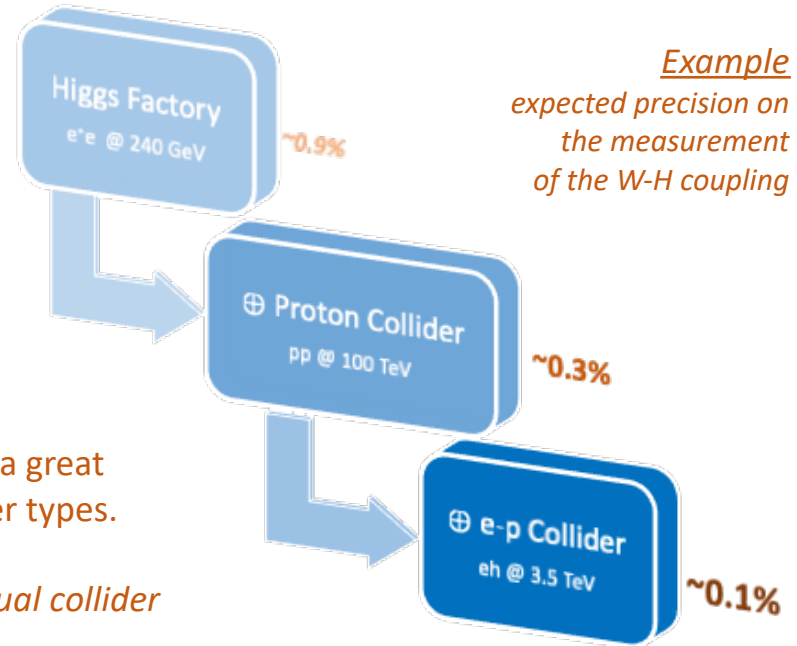 Example
expected precision on
the measurement
of the W-H coupling
Higgs Factory
e⁺e @ 240 GeV
~0.9%
⊕ Proton Collider
pp @ 100 TeV
~0.3%
a great
er types.
⊕ e-p Collider
eh @ 3.5 TeV
~0.1%
ual collider